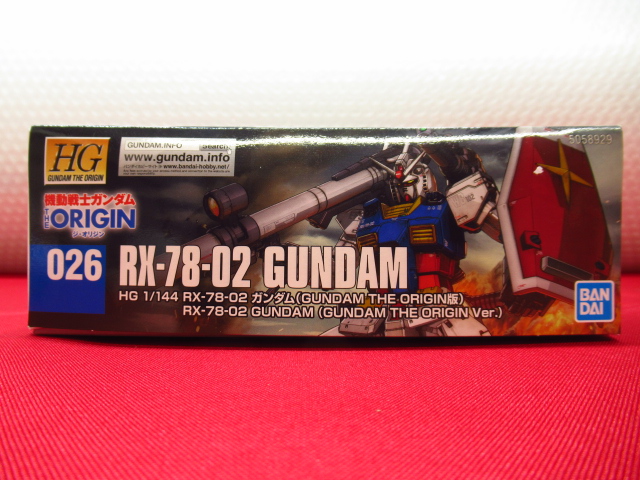 HG
GUNDAM THE ORIGIN
機動戦士ガンダム
THE ORIGIN
ジ・オリジン
026
GUNDAM.INFO
Search
www.gundam.info
www.bandai-hobby.net/
5058929
RX-78-02 GUNDAM
HG 1/144 RX-78-02 ガンダム(GUNDAM THE ORIGIN版)
RX-78-02 GUNDAM (GUNDAM THE ORIGIN Ver.)
BAN
DAI